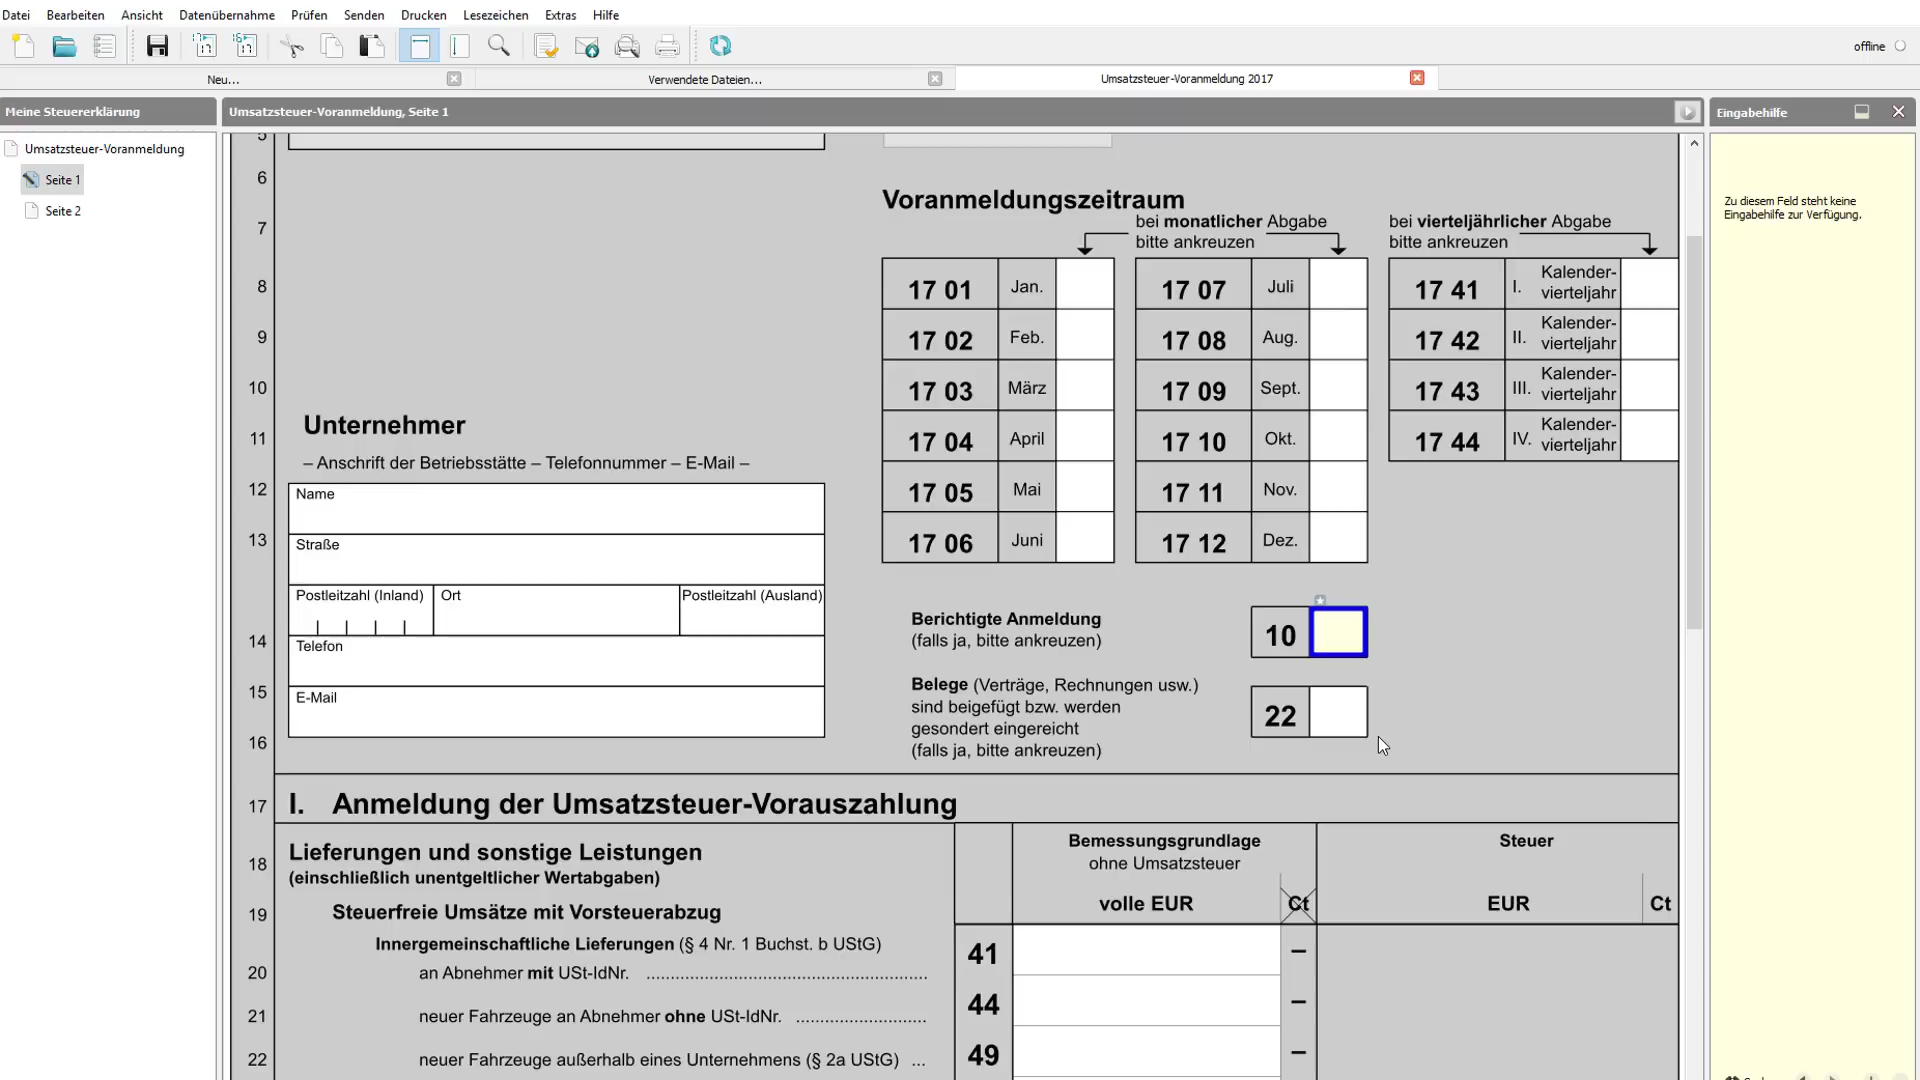 Datei Bearbeiten Ansicht Datenübernahme Prüfen Senden Drucken Lesezeichen Extras Hilfe
offline
Neu... Verwendete Dateien... Umsatzsteuer-Voranmeldung 2017
Meine Steuererklärung
Umsatzsteuer-Voranmeldung
Seite 1
Seite 2
Umsatzsteuer-Voranmeldung, Seite 1
5
6
Voranmeldungszeitraum
7
bei monatlicher Abgabe
bitte ankreuzen
bei vierteljährlicher Abgabe
bitte ankreuzen
8 17 01 Jan. 17 07 Juli 17 41 I. Kalender-
vierteljahr
9 17 02 Feb. 17 08 Aug. 17 42 II. Kalender-
vierteljahr
10 17 03 März 17 09 Sept. 17 43 III. Kalender-
vierteljahr
11 17 04 April 17 10 Okt. 17 44 IV. Kalender-
vierteljahr
17 05 Mai 17 11 Nov.
17 06 Juni 17 12 Dez.
Unternehmer
– Anschrift der Betriebsstätte – Telefonnummer – E-Mail –
12
Name
13
Straße
Postleitzahl (Inland) Ort Postleitzahl (Ausland)
14
Telefon
15
E-Mail
16
Berichtigte Anmeldung
(falls ja, bitte ankreuzen)
10
Belege (Verträge, Rechnungen usw.)
sind beigefügt bzw. werden
gesondert eingereicht
(falls ja, bitte ankreuzen)
22
17 I. Anmeldung der Umsatzsteuer-Vorauszahlung
18 Lieferungen und sonstige Leistungen
(einschließlich unentgeltlicher Wertabgaben)
Bemessungsgrundlage
ohne Umsatzsteuer
Steuer
volle EUR Ct EUR Ct
19 Steuerfreie Umsätze mit Vorsteuerabzug
Innergemeinschaftliche Lieferungen (§ 4 Nr. 1 Buchst. b UStG)
20 an Abnehmer mit USt-IdNr. ........................................................ 41 –
21 neuer Fahrzeuge an Abnehmer ohne USt-IdNr. ........................... 44 –
22 neuer Fahrzeuge außerhalb eines Unternehmens (§ 2a UStG) ... 49 –
Eingabehilfe
Zu diesem Feld steht keine
Eingabehilfe zur Verfügung.